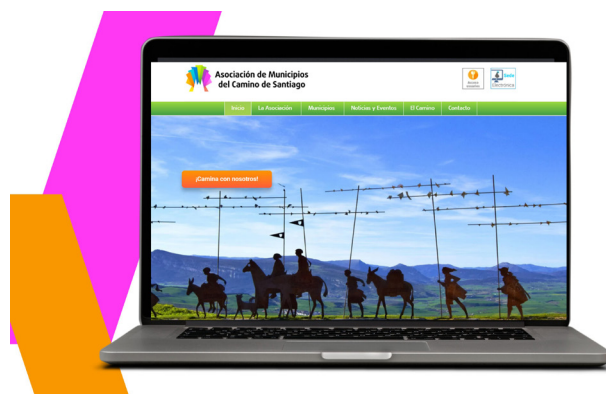 Asociación de Municipios
del Camino de Santiago
Sede
Inicio
La Asociación
Municipios
Noticias y Eventos
El Camino
Contacto
¡Camina con nosotros!